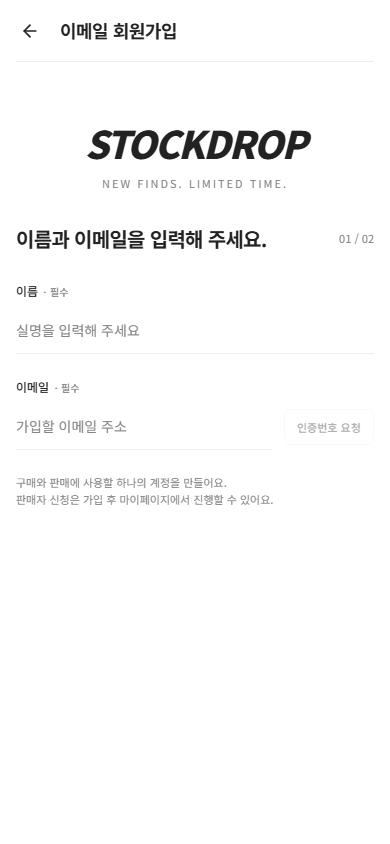 이메일 회원가입
STOCKDROP
NEW FINDS. LIMITED TIME.
이름과 이메일을 입력해 주세요. 01 / 02
이름 · 필수
실명을 입력해 주세요
이메일 · 필수
가입할 이메일 주소 인증번호 요청
구매와 판매에 사용할 하나의 계정을 만들어요.
판매자 신청은 가입 후 마이페이지에서 진행할 수 있어요.